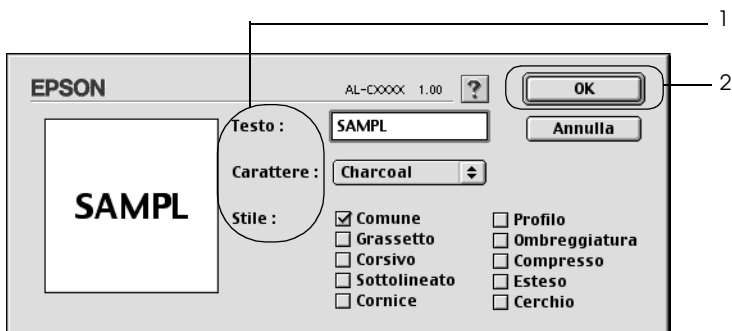 1
EPSON AL-CXXXX 1.00 ? OK 2
Testo : SAMPL Annulla
Carattere : Charcoal
SAMPL
Stile : Comune Profilo
Grassetto Ombreggiatura
Corsivo Compresso
Sottolineato Esteso
Cornice Cerchio